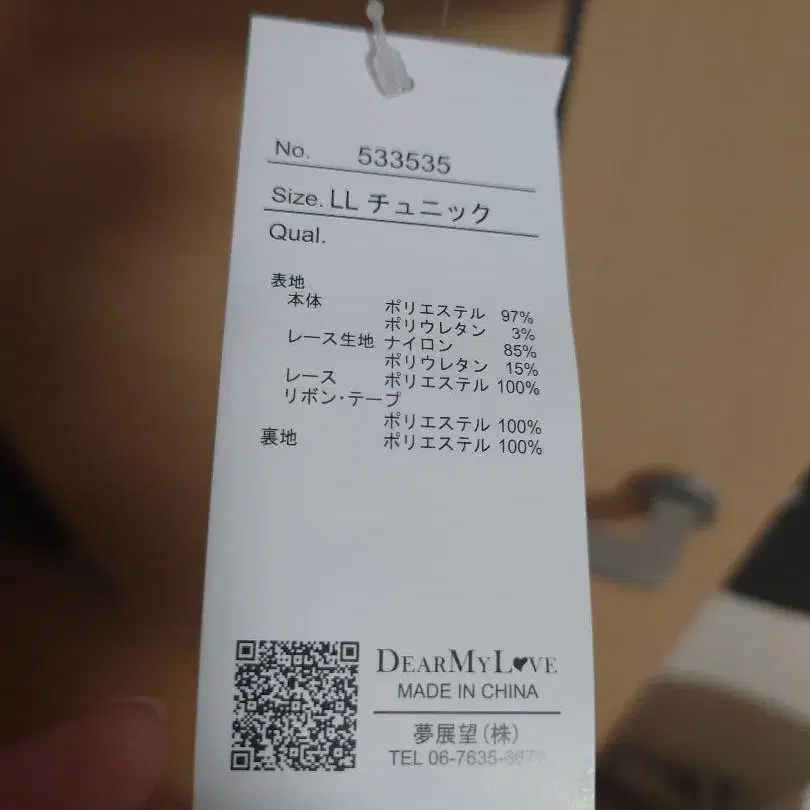 No. 533535
Size. LL チュニック
Qual.
表地
本体 ポリエステル 97%
ポリウレタン 3%
レース生地 ナイロン 85%
ポリウレタン 15%
レース ポリエステル 100%
リボン・テープ
ポリエステル 100%
裏地 ポリエステル 100%
DEARMYLOVE
MADE IN CHINA
夢展望(株)
TEL 06-7635-